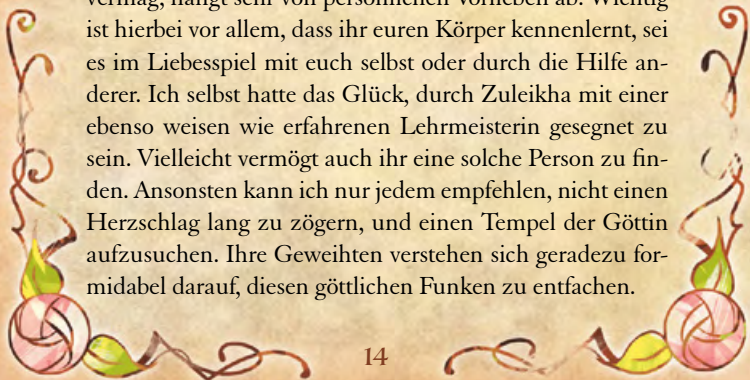 vermag, hängt sehr von persönlichen Vorlieben ab. Wichtig
ist hierbei vor allem, dass ihr euren Körper kennenlernt, sei
es im Liebesspiel mit euch selbst oder durch die Hilfe an-
derer. Ich selbst hatte das Glück, durch Zuleikha mit einer
ebenso weisen wie erfahrenen Lehrmeisterin gesegnet zu
sein. Vielleicht vermögt auch ihr eine solche Person zu fin-
den. Ansonsten kann ich nur jedem empfehlen, nicht einen
Herzschlag lang zu zögern, und einen Tempel der Göttin
aufzusuchen. Ihre Geweihten verstehen sich geradezu for-
midabel darauf, diesen göttlichen Funken zu entfachen.
14